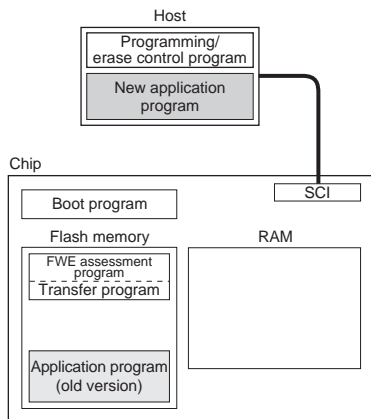 Host
Programming/
erase control program
New application
program
Chip
SCI
Boot program
Flash memory
RAM
FWE assessment
program
Transfer program
Application program
(old version)